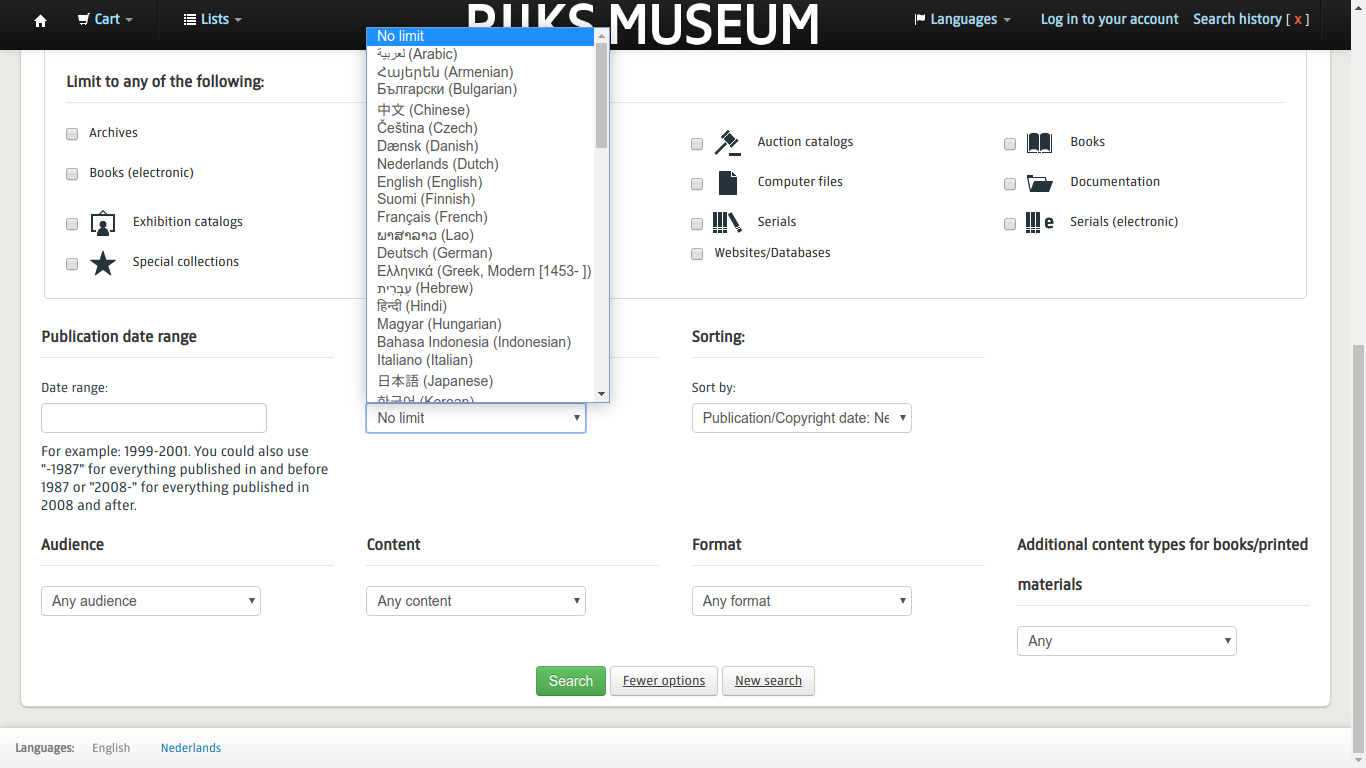 Cart
Lists
RIJKS MUSEUM
Languages
Log in to your account
Search history [ x ]
Limit to any of the following:
Archives
Auction catalogs
Books
Books (electronic)
Computer files
Documentation
Exhibition catalogs
Serials
Serials (electronic)
Special collections
Websites/Databases
No limit
لعربية (Arabic)
Հայերեն (Armenian)
Български (Bulgarian)
中文 (Chinese)
Čeština (Czech)
Dænsk (Danish)
Nederlands (Dutch)
English (English)
Suomi (Finnish)
Français (French)
ພາສາລາວ (Lao)
Deutsch (German)
Ελληνικά (Greek, Modern [1453- ])
עברית (Hebrew)
हिन्दी (Hindi)
Magyar (Hungarian)
Bahasa Indonesia (Indonesian)
Italiano (Italian)
日本語 (Japanese)
한국어 (Korean)
No limit
Publication date range
Date range:
For example: 1999-2001. You could also use
"-1987" for everything published in and before
1987 or "2008-" for everything published in
2008 and after.
Sorting:
Sort by:
Publication/Copyright date: Ne
Audience
Any audience
Content
Any content
Format
Any format
Additional content types for books/printed
materials
Any
Search
Fewer options
New search
Languages:
English
Nederlands